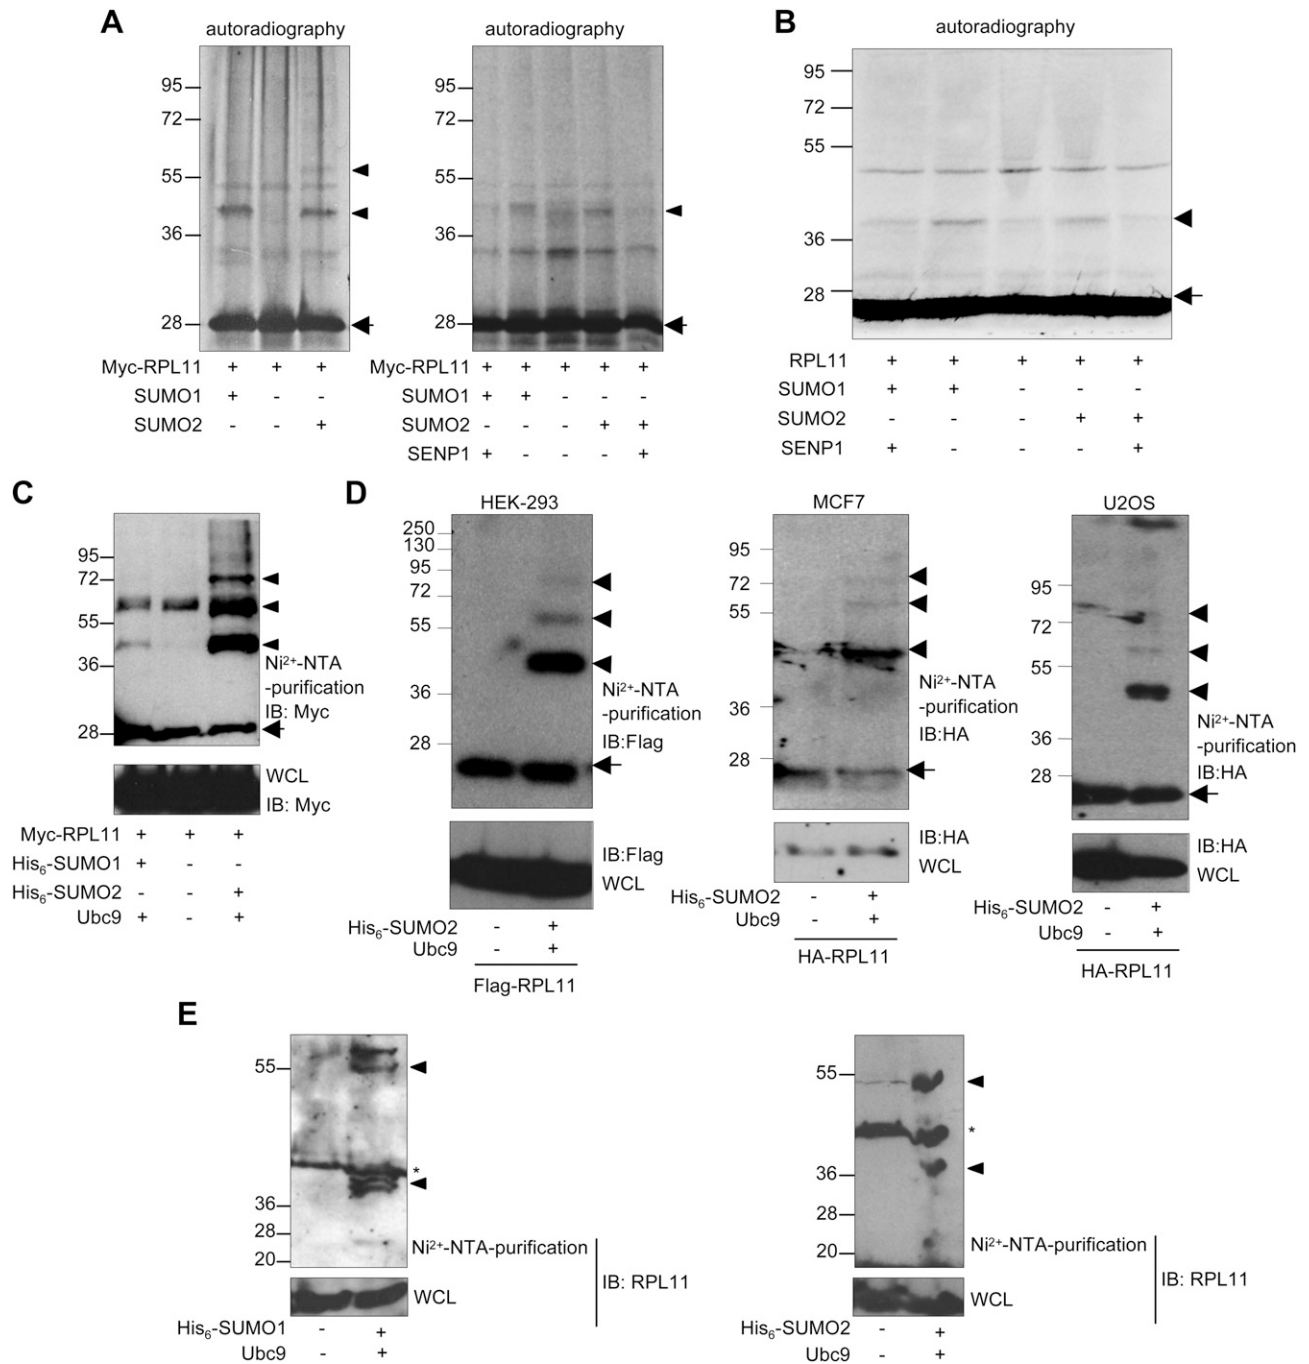 A
autoradiography
95
72
55
36
28
Myc-RPL11 + + +
SUMO1 + - -
SUMO2 - - +
autoradiography
95
72
55
36
28
Myc-RPL11 + + + + +
SUMO1 + + - - -
SUMO2 - - - + +
SENP1 + - - - +
B
autoradiography
95
72
55
36
28
RPL11 + + + + +
SUMO1 + + - - -
SUMO2 - - - + +
SENP1 + - - - +
C
95
72
55
36
28
Ni²⁺-NTA
-purification
IB: Myc
WCL
IB: Myc
Myc-RPL11 + + +
His₆-SUMO1 + - -
His₆-SUMO2 - - +
Ubc9 + - +
D
HEK-293
250
130
95
72
55
36
28
Ni²⁺-NTA
-purification
IB:Flag
IB:Flag
WCL
His₆-SUMO2 - +
Ubc9 - +
Flag-RPL11
MCF7
95
72
55
36
28
Ni²⁺-NTA
-purification
IB:HA
IB:HA
WCL
His₆-SUMO2 - +
Ubc9 - +
HA-RPL11
U2OS
95
72
55
36
28
Ni²⁺-NTA
-purification
IB:HA
IB:HA
WCL
His₆-SUMO2 - +
Ubc9 - +
HA-RPL11
E
55
*
36
28
20
Ni²⁺-NTA-purification
IB: RPL11
WCL
His₆-SUMO1 - +
Ubc9 - +
55
*
36
28
20
Ni²⁺-NTA-purification
IB: RPL11
WCL
His₆-SUMO2 - +
Ubc9 - +